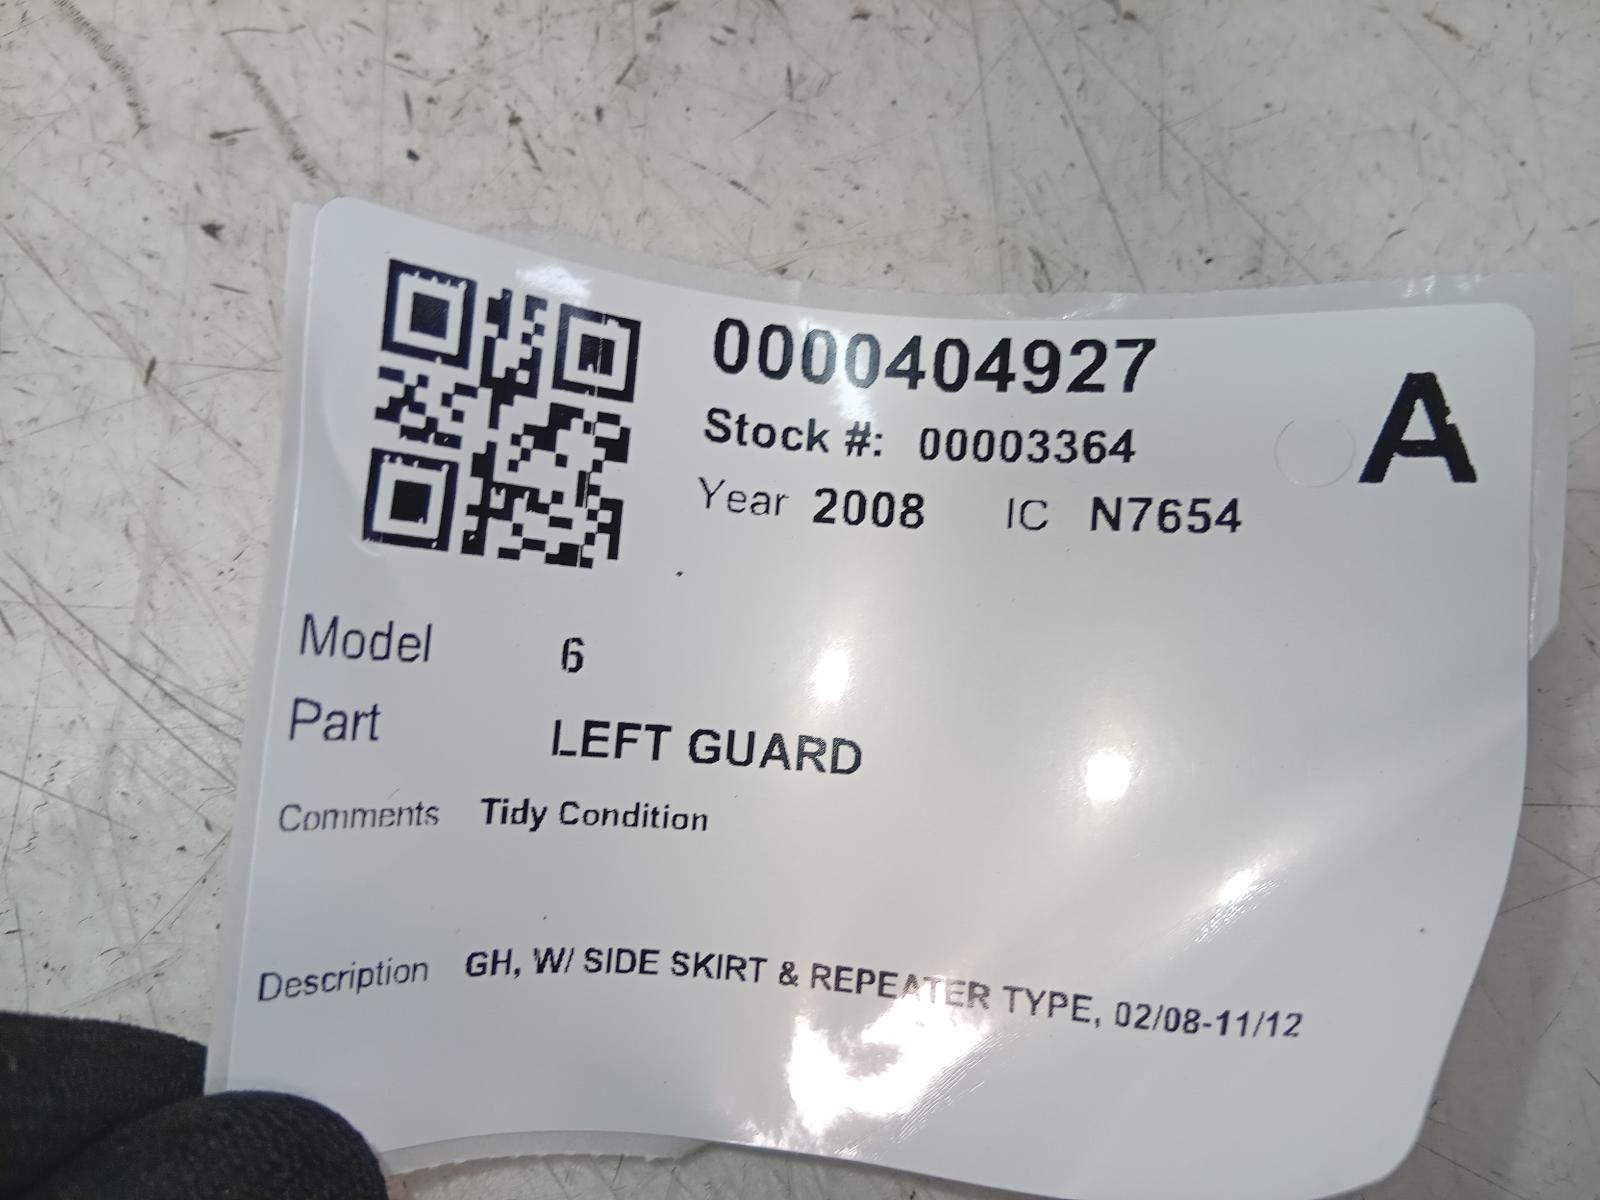 0000404927
A
Stock #: 00003364
Year 2008 IC N7654
Model 6
Part LEFT GUARD
Comments Tidy Condition
Description GH, W/ SIDE SKIRT & REPEATER TYPE, 02/08-11/12